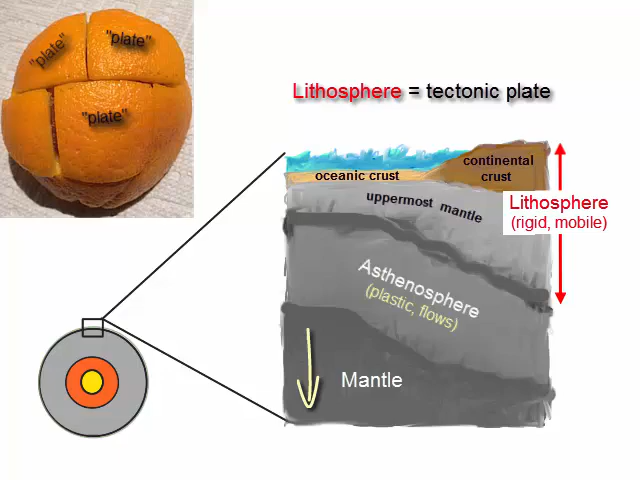 "plate"
"plate"
"plate"
Lithosphere = tectonic plate
oceanic crust
continental
crust
uppermost mantle
Lithosphere
(rigid, mobile)
Asthenosphere
(plastic, flows)
Mantle